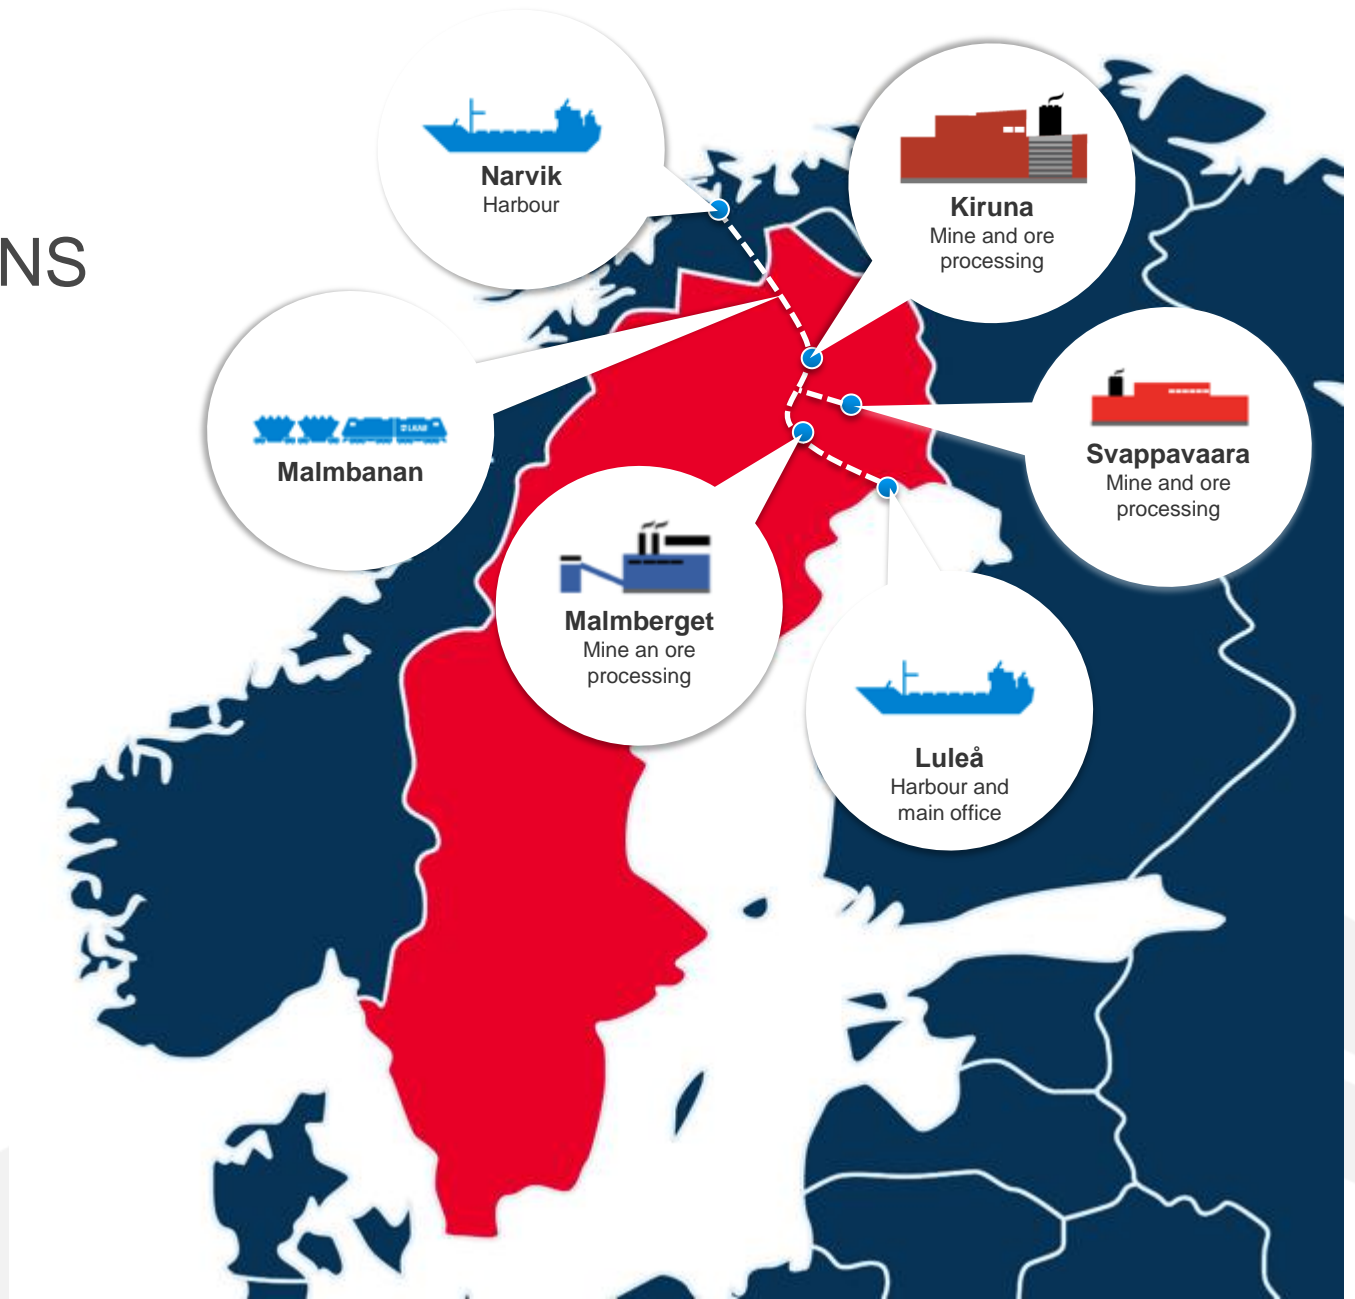 NS
Narvik
Harbour
Kiruna
Mine and ore
processing
Malmbanan
LKAB
Svappavaara
Mine and ore
processing
Malmberget
Mine an ore
processing
Luleå
Harbour and
main office